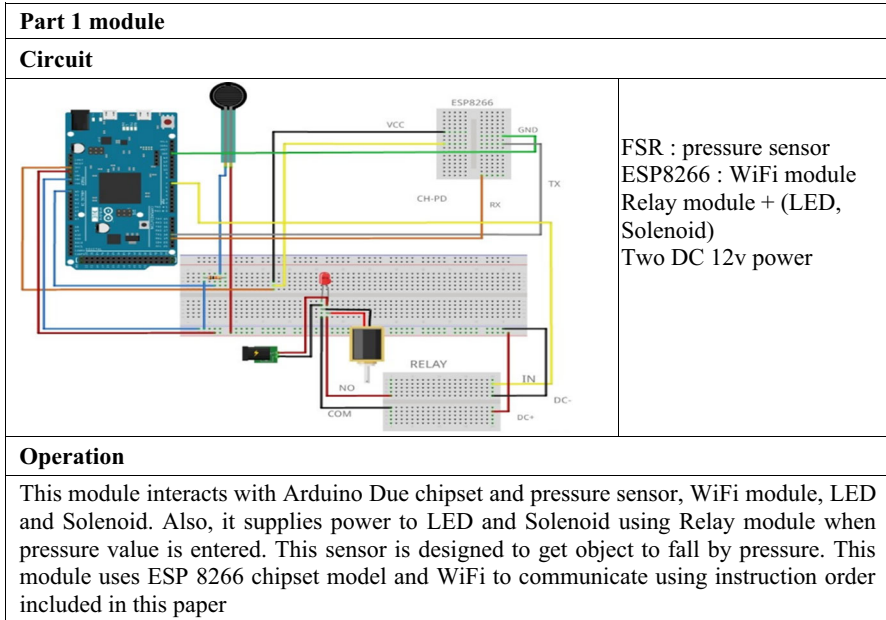 Part 1 module
Circuit
ESP8266
VCC
GND
CH-PD
RX
TX
RELAY
NO
COM
IN
DC-
DC+
FSR : pressure sensor
ESP8266 : WiFi module
Relay module + (LED,
Solenoid)
Two DC 12v power
Operation
This module interacts with Arduino Due chipset and pressure sensor, WiFi module, LED
and Solenoid. Also, it supplies power to LED and Solenoid using Relay module when
pressure value is entered. This sensor is designed to get object to fall by pressure. This
module uses ESP 8266 chipset model and WiFi to communicate using instruction order
included in this paper